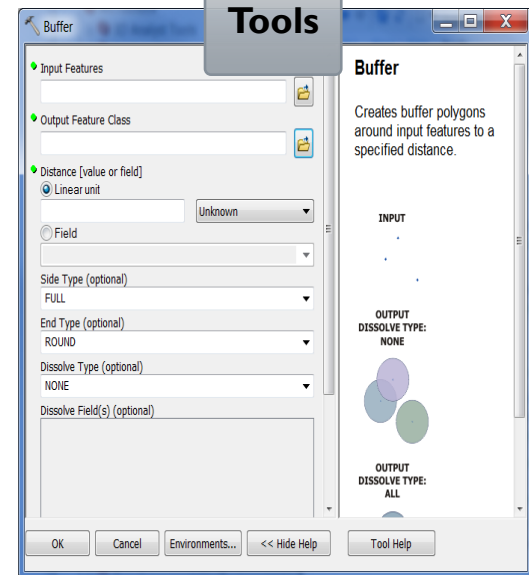 Tools
Buffer
X
Input Features
Output Feature Class
Distance [value or field]
Linear unit
Unknown
Field
Side Type (optional)
FULL
End Type (optional)
ROUND
Dissolve Type (optional)
NONE
Dissolve Field(s) (optional)
Buffer
Creates buffer polygons
around input features to a
specified distance.
INPUT
OUTPUT
DISSOLVE TYPE:
NONE
OUTPUT
DISSOLVE TYPE:
ALL
OK
Cancel
Environments...
<< Hide Help
Tool Help